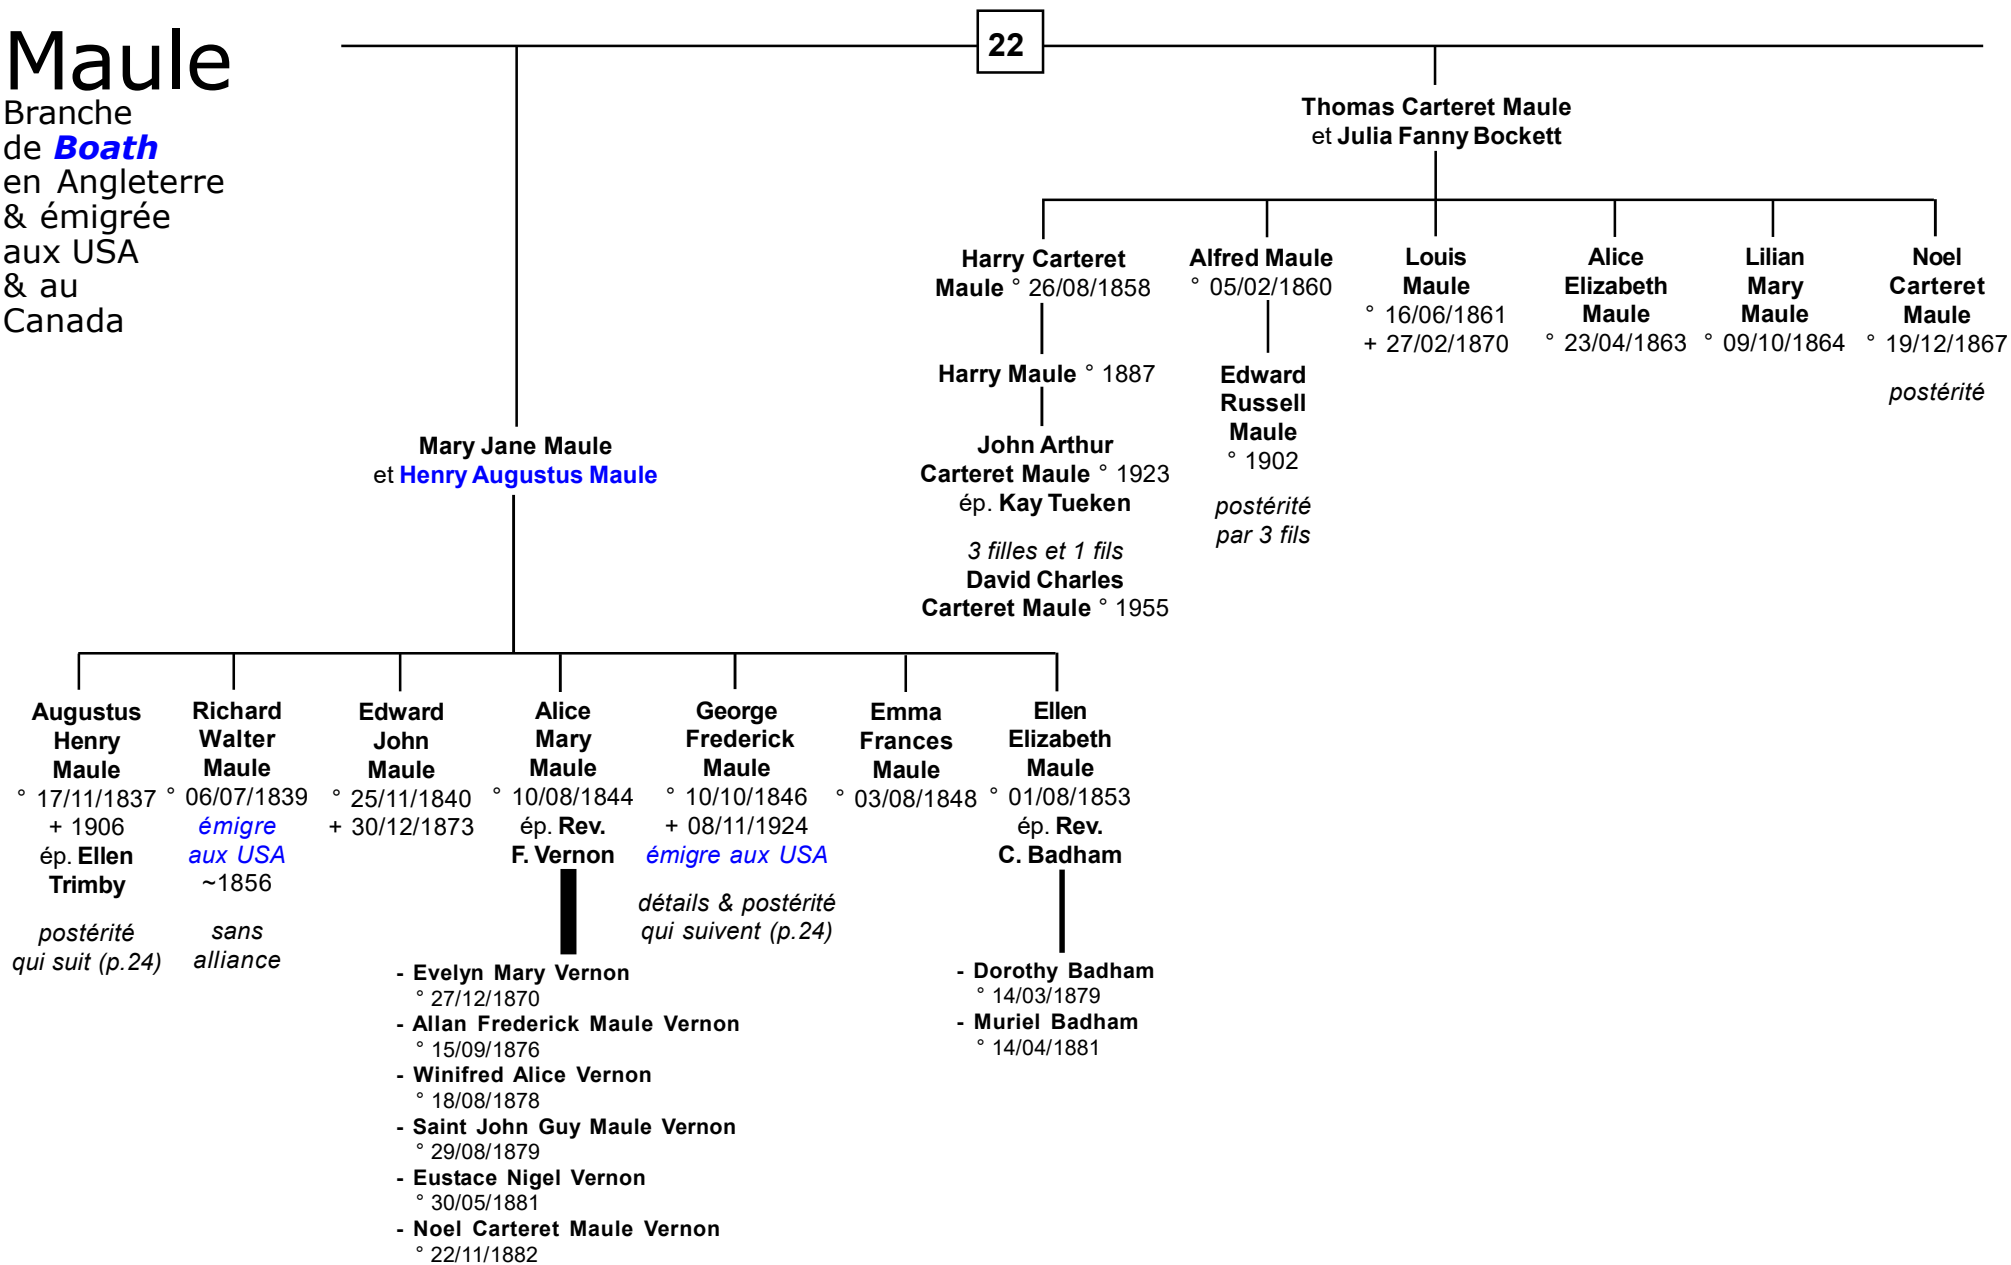 Maule
Branche
de Boath
en Angleterre
& émigrée
aux USA
& au
Canada
22
Thomas Carteret Maule
et Julia Fanny Bockett
Harry Carteret
Maule ° 26/08/1858
Harry Maule ° 1887
John Arthur
Carteret Maule ° 1923
ép. Kay Tueken
3 filles et 1 fils
David Charles
Carteret Maule ° 1955
Alfred Maule
° 05/02/1860
Edward
Russell
Maule
° 1902
postérité
par 3 fils
Louis
Maule
° 16/06/1861
+ 27/02/1870
Alice
Elizabeth
Maule
° 23/04/1863
Lilian
Mary
Maule
° 09/10/1864
Noel
Carteret
Maule
° 19/12/1867
postérité
Mary Jane Maule
et Henry Augustus Maule
Augustus
Henry
Maule
° 17/11/1837
+ 1906
ép. Ellen
Trimby
postérité
qui suit (p.24)
Richard
Walter
Maule
° 06/07/1839
émigre
aux USA
~1856
sans
alliance
Edward
John
Maule
° 25/11/1840
+ 30/12/1873
Alice
Mary
Maule
° 10/08/1844
ép. Rev.
F. Vernon
- Evelyn Mary Vernon
° 27/12/1870
- Allan Frederick Maule Vernon
° 15/09/1876
- Winifred Alice Vernon
° 18/08/1878
- Saint John Guy Maule Vernon
° 29/08/1879
- Eustace Nigel Vernon
° 30/05/1881
- Noel Carteret Maule Vernon
° 22/11/1882
George
Frederick
Maule
° 10/10/1846
+ 08/11/1924
émigre aux USA
détails & postérité
qui suivent (p.24)
Emma
Frances
Maule
° 03/08/1848
Ellen
Elizabeth
Maule
° 01/08/1853
ép. Rev.
C. Badham
- Dorothy Badham
° 14/03/1879
- Muriel Badham
° 14/04/1881